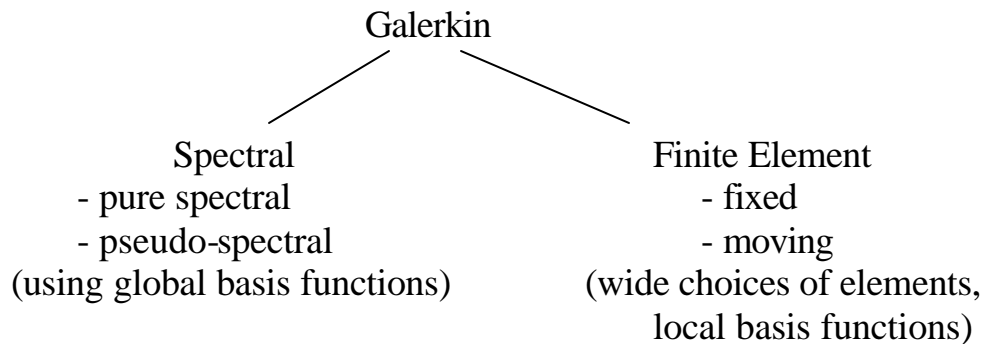 Galerkin
Spectral
- pure spectral
- pseudo-spectral
(using global basis functions)
Finite Element
- fixed
- moving
(wide choices of elements,
local basis functions)